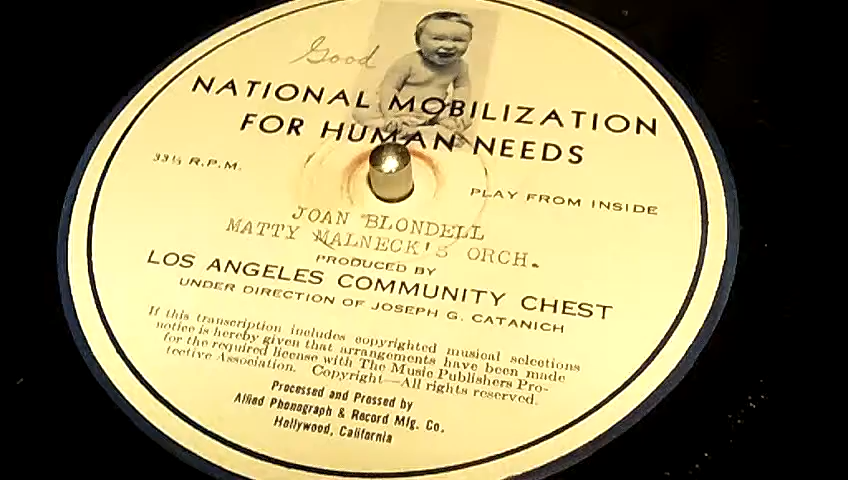 Good
NATIONAL MOBILIZATION
FOR HUMAN NEEDS
33⅓ R.P.M.
PLAY FROM INSIDE
JOAN BLONDELL
MATTY MALNECK'S ORCH.
PRODUCED BY
LOS ANGELES COMMUNITY CHEST
UNDER DIRECTION OF JOSEPH G. CATANICH
If this transcription includes copyrighted musical selections
notice is hereby given that arrangements have been made
for the required license with The Music Publishers Pro-
tective Association. Copyright—All rights reserved.
Processed and Pressed by
Allied Phonograph & Record Mfg. Co.
Hollywood, California